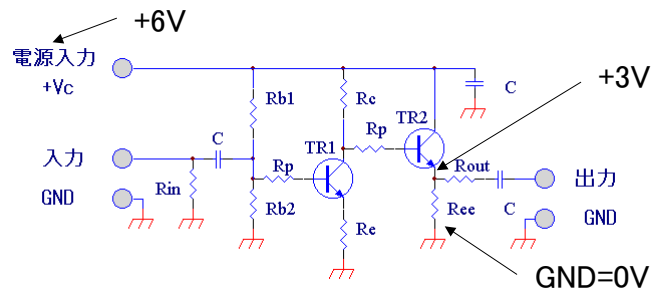 +6V
電源入力
+Vc
+3V
Rb1
Rc
C
TR2
Rp
C
TR1
入力
Rp
Rout
出力
Rin
GND
Rb2
Re
Ree
C
GND
GND=0V